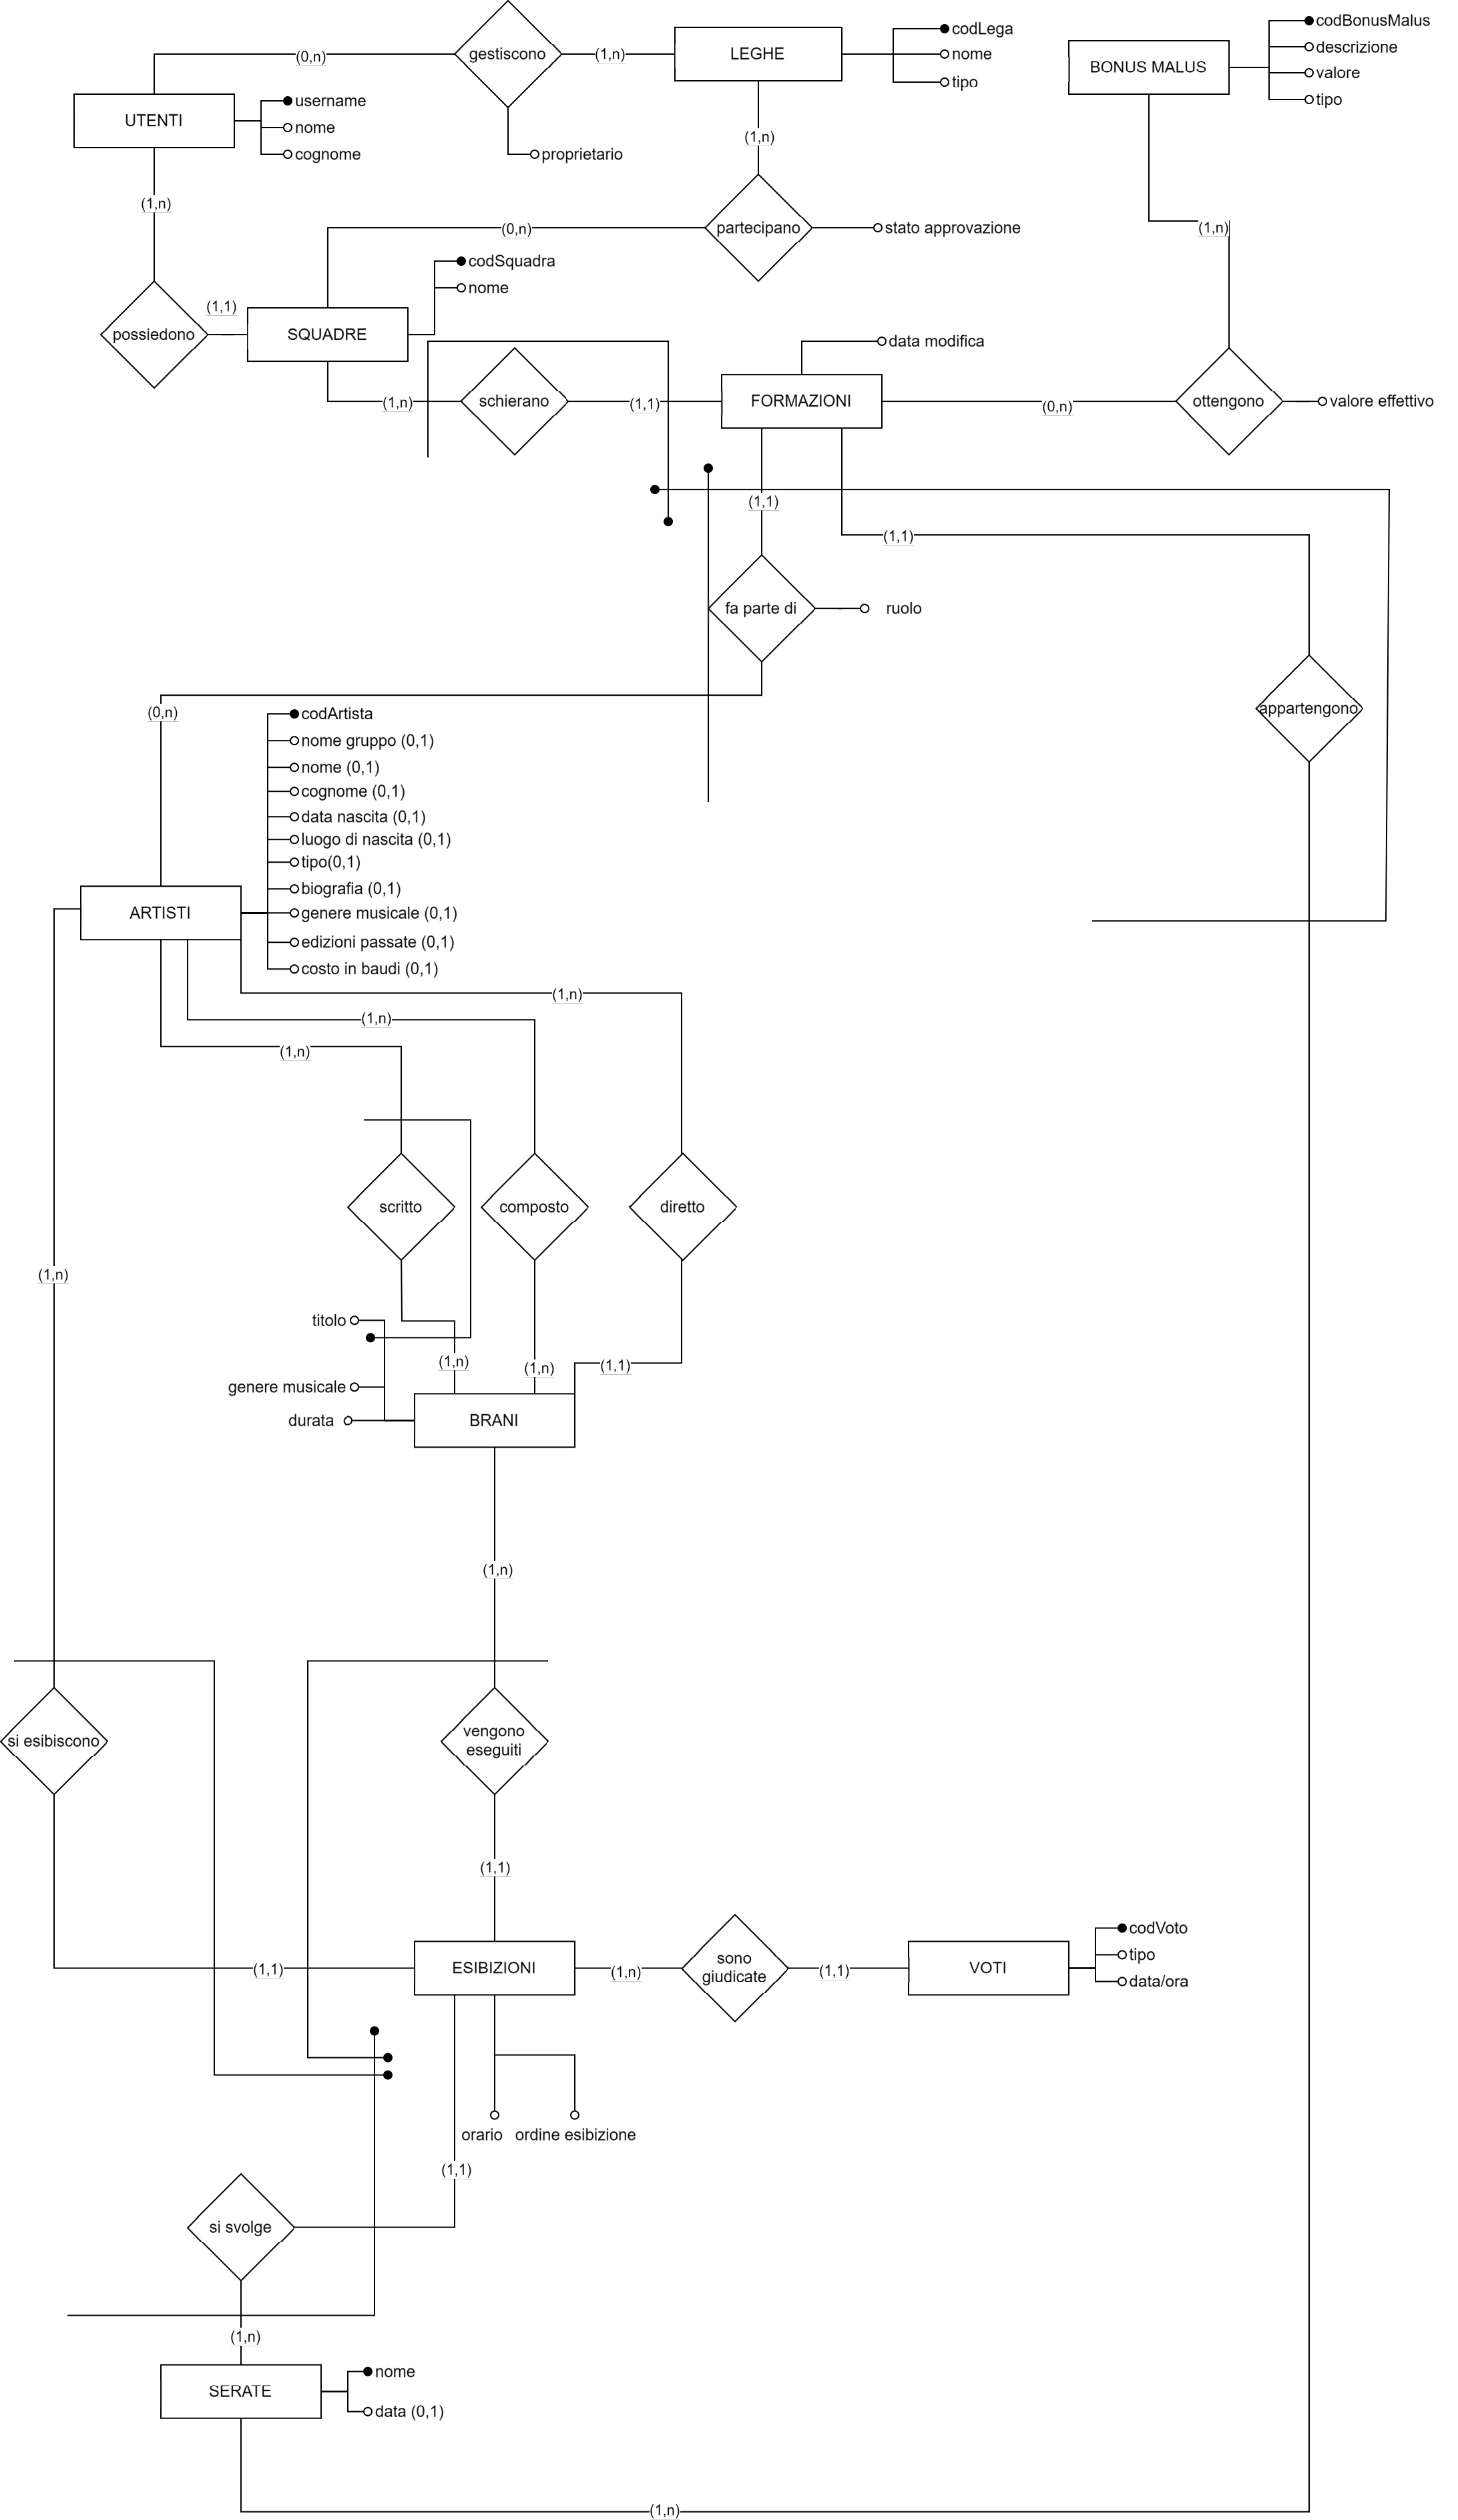 codBonusMalus
codLega
descrizione
(0,n)
gestiscono
(1,n)
LEGHE
nome
BONUS MALUS
valore
tipo
tipo
username
UTENTI
nome
cognome
proprietario
(1,n)
(1,n)
(0,n)
partecipano
stato approvazione
(1,n)
codSquadra
nome
(1,1)
possiedono
SQUADRE
data modifica
(1,n)
schierano
(1,1)
FORMAZIONI
(0,n)
ottengono
valore effettivo
(1,1)
(1,1)
fa parte di
ruolo
(0,n)
codArtista
appartengono
nome gruppo (0,1)
nome (0,1)
cognome (0,1)
data nascita (0,1)
luogo di nascita (0,1)
tipo(0,1)
biografia (0,1)
ARTISTI
genere musicale (0,1)
edizioni passate (0,1)
costo in baudi (0,1)
(1,n)
(1,n)
(1,n)
scritto
composto
diretto
(1,n)
titolo
(1,n)
(1,n)
(1,1)
genere musicale
durata
BRANI
(1,n)
si esibiscono
vengono
eseguiti
(1,1)
codVoto
(1,1)
ESIBIZIONI
(1,n)
sono
giudicate
(1,1)
VOTI
tipo
data/ora
orario
ordine esibizione
(1,1)
si svolge
(1,n)
nome
SERATE
data (0,1)
(1,n)